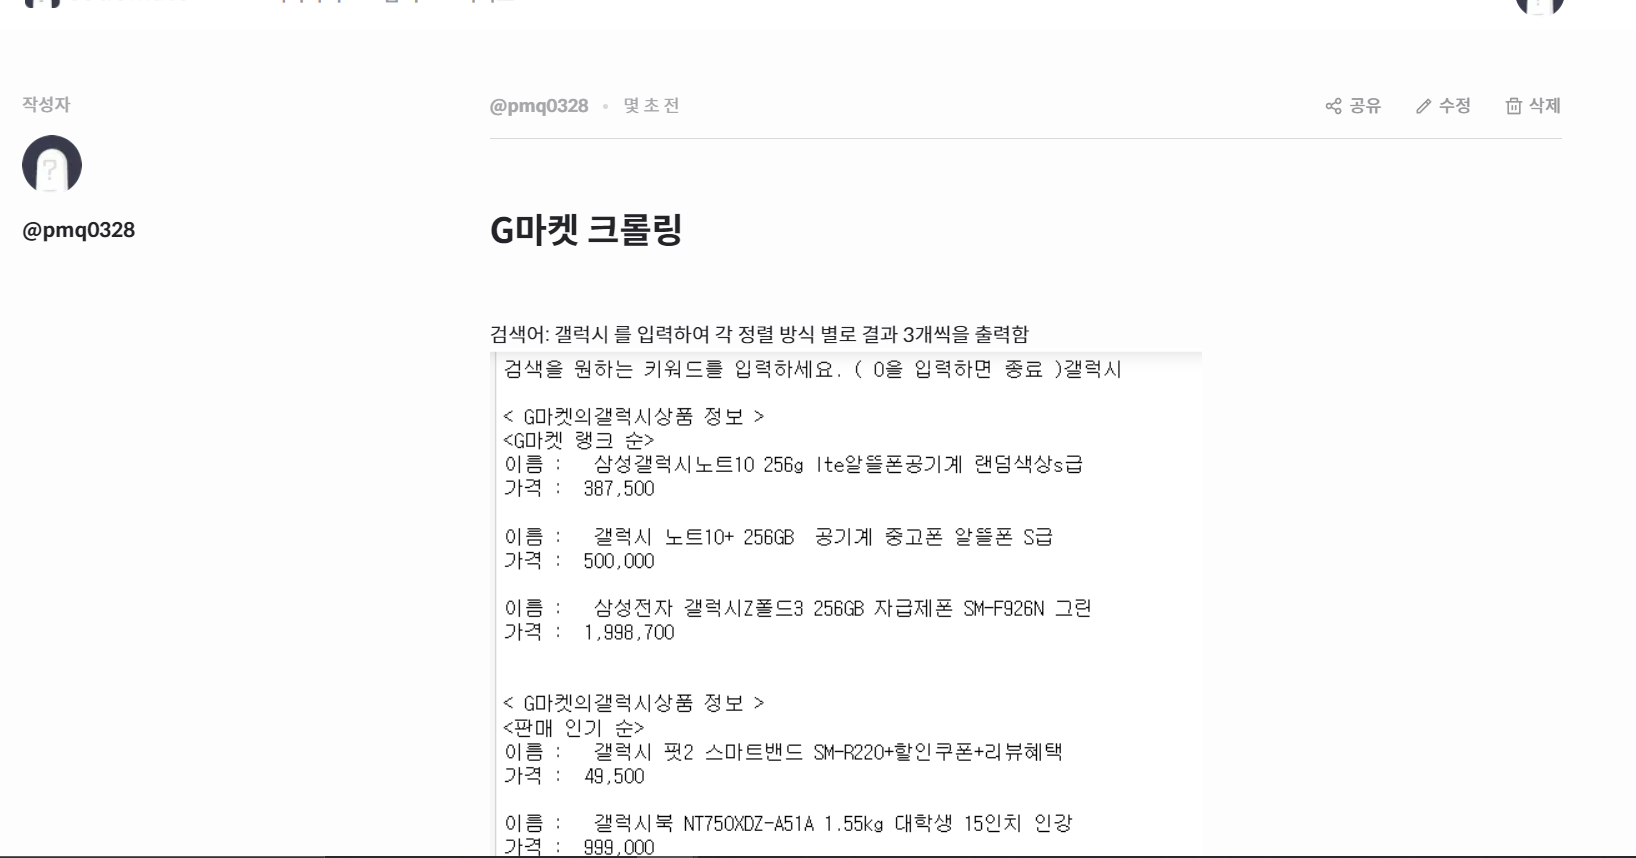 작성자
@pmq0328
@pmq0328 • 몇 초 전
공유 수정 삭제
G마켓 크롤링
검색어: 갤럭시 를 입력하여 각 정렬 방식 별로 결과 3개씩을 출력함
검색을 원하는 키워드를 입력하세요. ( 0을 입력하면 종료 )갤럭시
< G마켓의갤럭시상품 정보 >
<G마켓 랭크 순>
이름 : 삼성갤럭시노트10 256g lte알뜰폰공기계 랜덤색상s급
가격 : 387,500
이름 : 갤럭시 노트10+ 256GB 공기계 중고폰 알뜰폰 S급
가격 : 500,000
이름 : 삼성전자 갤럭시Z폴드3 256GB 자급제폰 SM-F926N 그린
가격 : 1,998,700
< G마켓의갤럭시상품 정보 >
<판매 인기 순>
이름 : 갤럭시 핏2 스마트밴드 SM-R220+할인쿠폰+리뷰혜택
가격 : 49,500
이름 : 갤럭시북 NT750XDZ-A51A 1.55kg 대학생 15인치 인강
가격 : 999,000